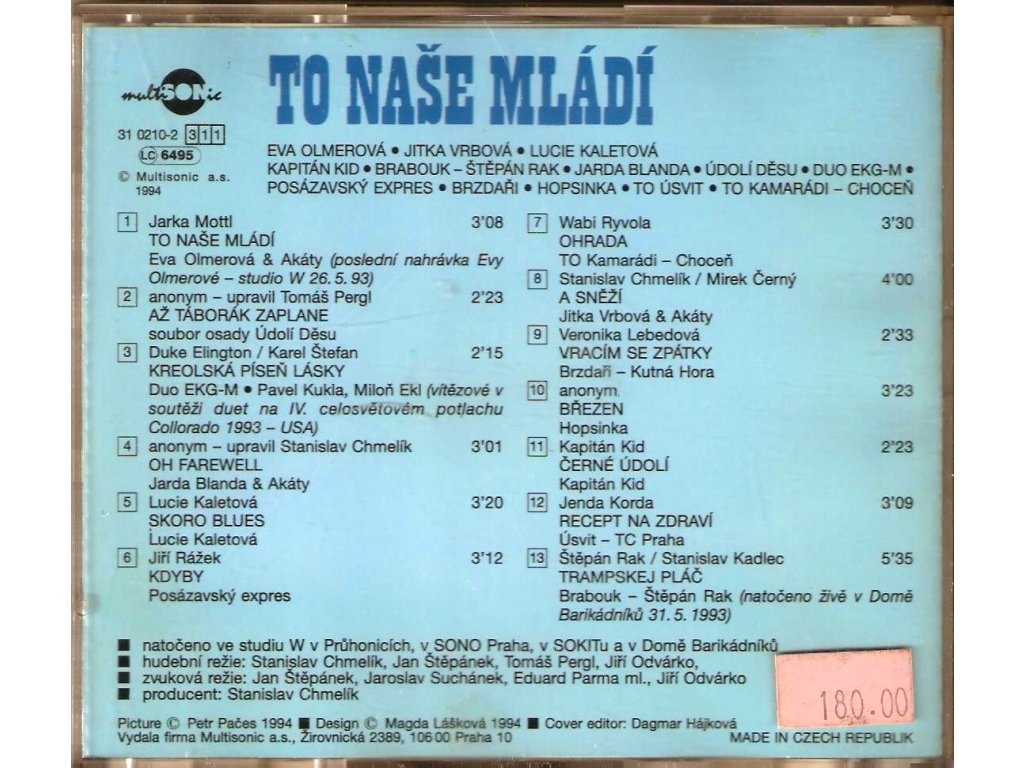 multiSONic
TO NAŠE MLÁDÍ
31 0210-2 311
LC 6495
© Multisonic a.s.
1994
EVA OLMEROVÁ • JITKA VRBOVÁ • LUCIE KALETOVÁ
KAPITÁN KID • BRABOUK – ŠTĚPÁN RAK • JARDA BLANDA • ÚDOLÍ DĚSU • DUO EKG-M •
POSÁZAVSKÝ EXPRES • BRZDAŘI • HOPSINKA • TO ÚSVIT • TO KAMARÁDI – CHOCEŇ
1 Jarka Mottl 3'08
TO NAŠE MLÁDÍ
Eva Olmerová & Akáty (poslední nahrávka Evy
Olmerové – studio W 26. 5. 93)
2 anonym – upravil Tomáš Pergl 2'23
AŽ TÁBORÁK ZAPLANE
soubor osady Údolí Děsu
3 Duke Elington / Karel Štefan 2'15
KREOLSKÁ PÍSEŇ LÁSKY
Duo EKG-M • Pavel Kukla, Miloň Ekl (vítězové v
soutěži duet na IV. celosvětovém potlachu
Collorado 1993 – USA)
4 anonym – upravil Stanislav Chmelík 3'01
OH FAREWELL
Jarda Blanda & Akáty
5 Lucie Kaletová 3'20
SKORO BLUES
Lucie Kaletová
6 Jiří Rážek 3'12
KDYBY
Posázavský expres
7 Wabi Ryvola 3'30
OHRADA
TO Kamarádi – Choceň
8 Stanislav Chmelík / Mirek Černý 4'00
A SNĚŽÍ
Jitka Vrbová & Akáty
9 Veronika Lebedová 2'33
VRACÍM SE ZPÁTKY
Brzdaři – Kutná Hora
10 anonym 3'23
BŘEZEN
Hopsinka
11 Kapitán Kid 2'23
ČERNÉ ÚDOLÍ
Kapitán Kid
12 Jenda Korda 3'09
RECEPT NA ZDRAVÍ
Úsvit – TC Praha
13 Štěpán Rak / Stanislav Kadlec 5'35
TRAMPSKEJ PLÁČ
Brabouk – Štěpán Rak (natočeno živě v Domě
Barikádníků 31. 5. 1993)
■ natočeno ve studiu W v Průhonicích, v SONO Praha, v SOKITu a v Domě Barikádníků
■ hudební režie: Stanislav Chmelík, Jan Štěpánek, Tomáš Pergl, Jiří Odvárko,
■ zvuková režie: Jan Štěpánek, Jaroslav Suchánek, Eduard Parma ml., Jiří Odvárko
■ producent: Stanislav Chmelík
180.00
Picture © Petr Pačes 1994 ■ Design © Magda Lášková 1994 ■ Cover editor: Dagmar Hájková
Vydala firma Multisonic a.s., Žirovnická 2389, 106 00 Praha 10
MADE IN CZECH REPUBLIK